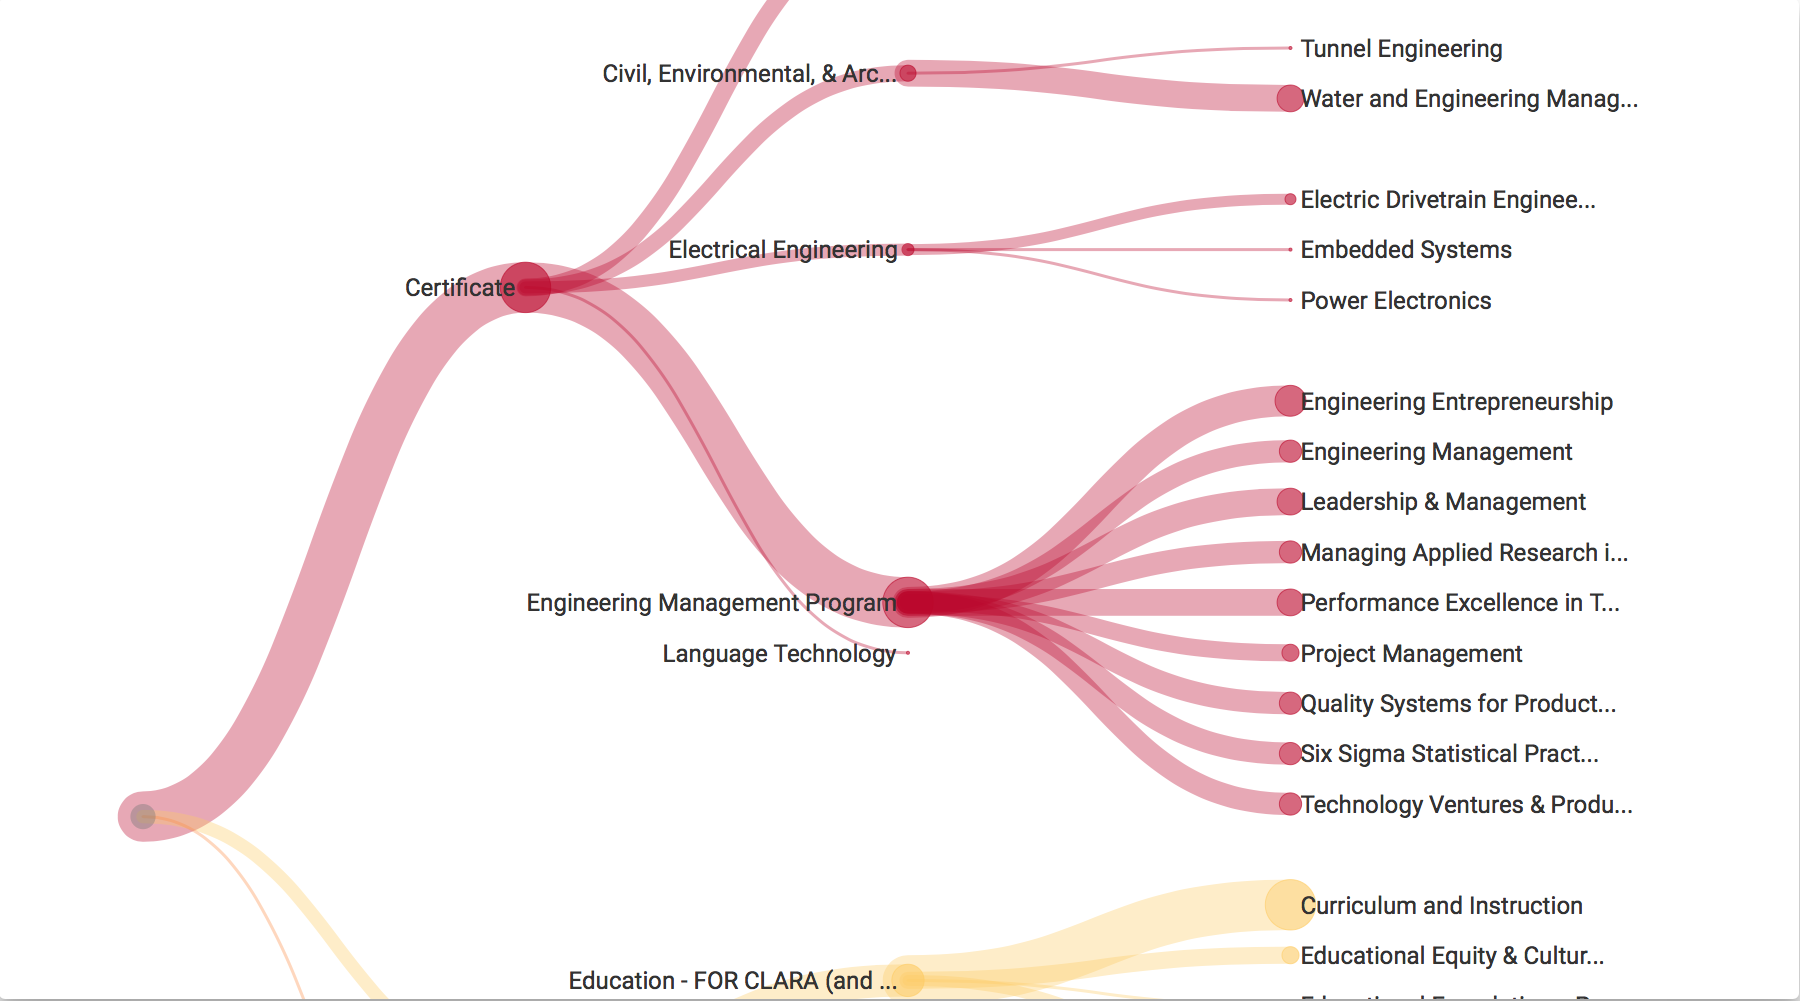 Tunnel Engineering
Civil, Environmental, & Arc...
Water and Engineering Manag...
Electric Drivetrain Enginee...
Electrical Engineering
Embedded Systems
Certificate
Power Electronics
Engineering Entrepreneurship
Engineering Management
Leadership & Management
Managing Applied Research i...
Engineering Management Program
Performance Excellence in T...
Language Technology
Project Management
Quality Systems for Product...
Six Sigma Statistical Pract...
Technology Ventures & Produ...
Curriculum and Instruction
Educational Equity & Cultur...
Education - FOR CLARA (and ...